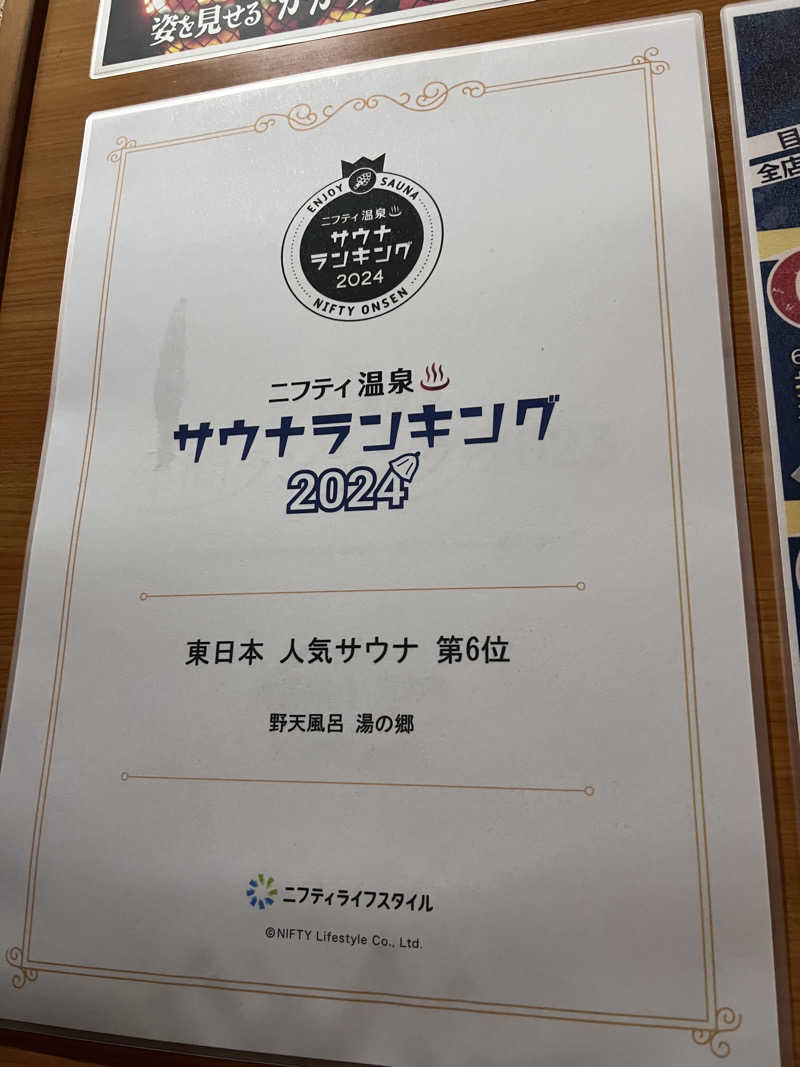 姿を見せる
ENJOY SAUNA
ニフティ温泉
サウナ
ランキング
2024
NIFTY ONSEN
ニフティ温泉
サウナランキング
2024
東日本 人気サウナ 第6位
野天風呂 湯の郷
ニフティライフスタイル
©NIFTY Lifestyle Co., Ltd.
目
全店